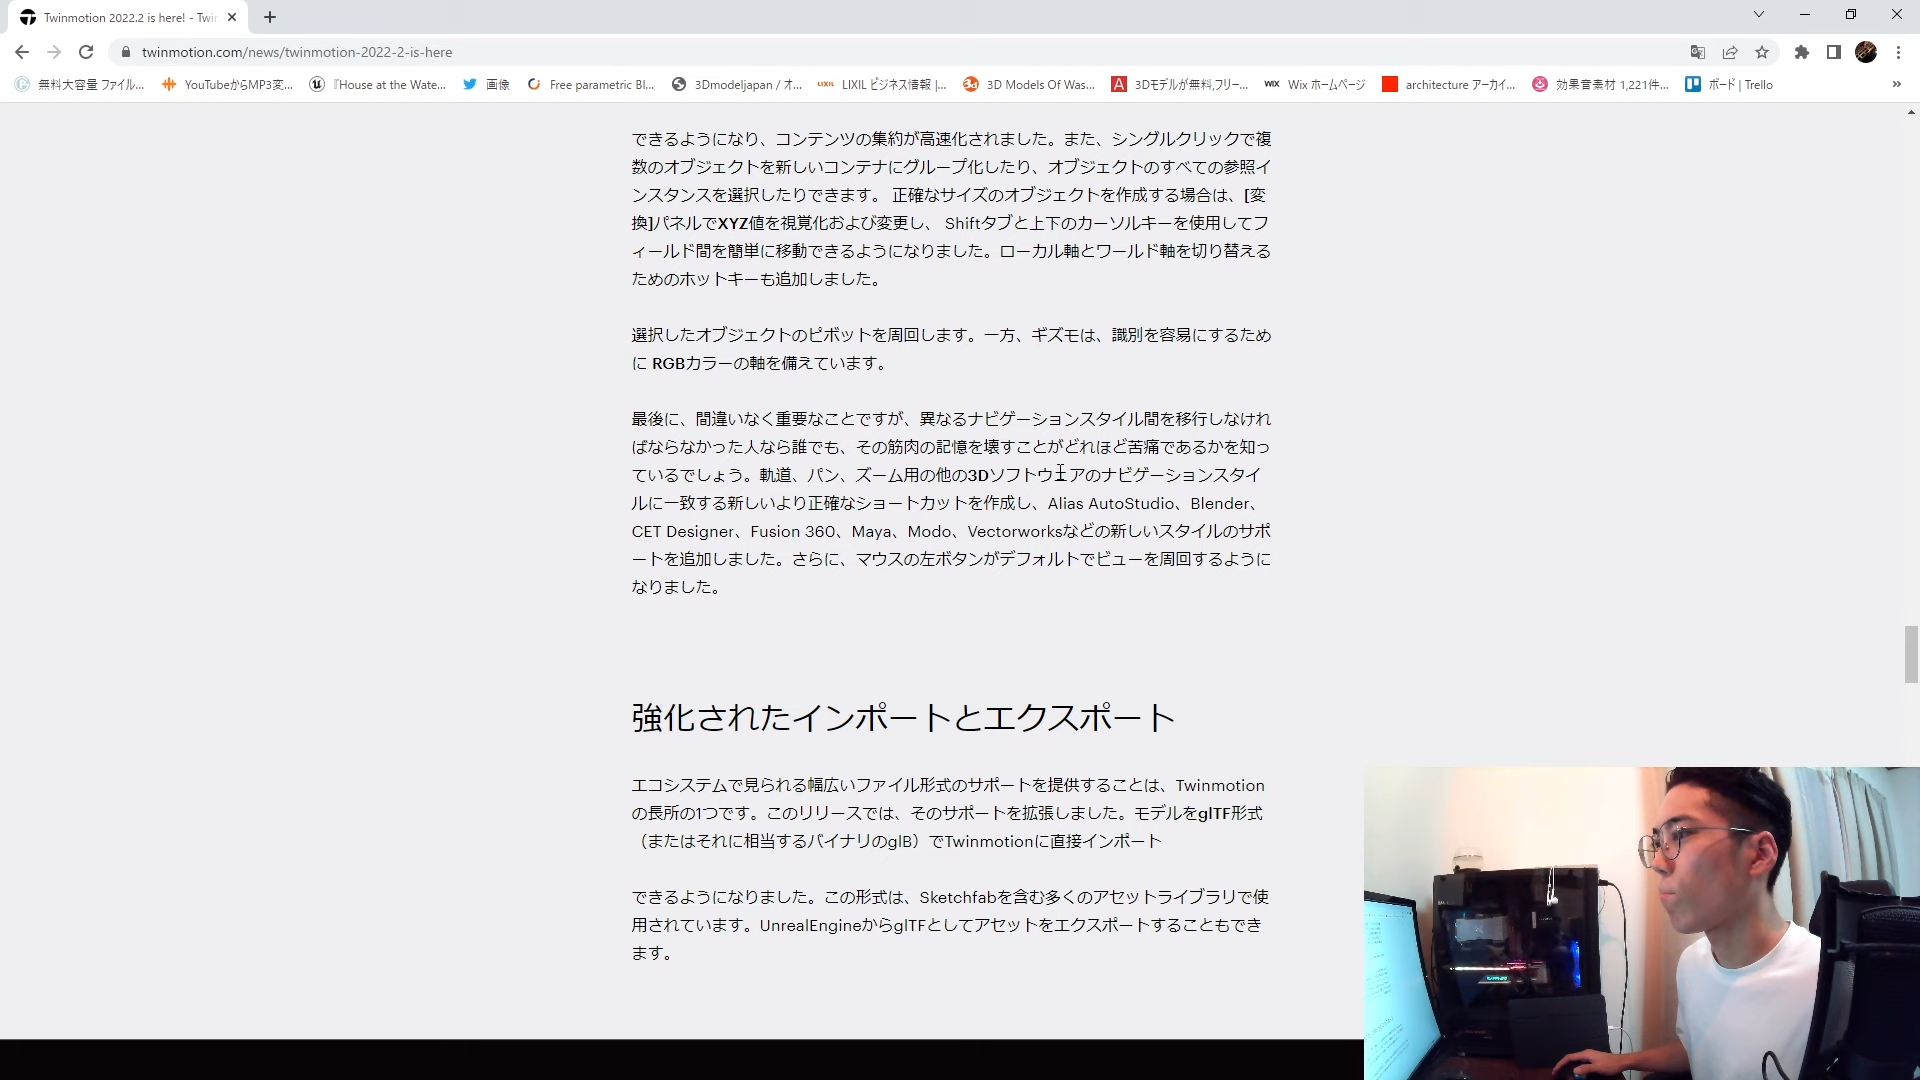 Twinmotion 2022.2 is here! - Twi
twinmotion.com/news/twinmotion-2022-2-is-here
無料大容量 ファイル...
YouTubeからMP3変...
『House at the Wate...
画像
Free parametric BI...
3Dmodeljapan / オ...
LIXIL
LIXIL ビジネス情報 |...
3D Models Of Was...
3Dモデルが無料,フリー...
WIX
Wix ホームページ
architecture アーカイ...
効果音素材 1,221件...
ボード | Trello
できるようになり、コンテンツの集約が高速化されました。また、シングルクリックで複
数のオブジェクトを新しいコンテナにグループ化したり、オブジェクトのすべての参照イ
ンスタンスを選択したりできます。 正確なサイズのオブジェクトを作成する場合は、[変
換]パネルでXYZ値を視覚化および変更し、 Shiftタブと上下のカーソルキーを使用してフ
ィールド間を簡単に移動できるようになりました。ローカル軸とワールド軸を切り替える
ためのホットキーも追加しました。
選択したオブジェクトのピボットを周回します。一方、ギズモは、識別を容易にするため
に RGBカラーの軸を備えています。
最後に、間違いなく重要なことですが、異なるナビゲーションスタイル間を移行しなけれ
ばならなかった人なら誰でも、その筋肉の記憶を壊すことがどれほど苦痛であるかを知っ
ているでしょう。軌道、パン、ズーム用の他の3Dソフトウェアのナビゲーションスタイ
ルに一致する新しいより正確なショートカットを作成し、Alias AutoStudio、Blender、
CET Designer、Fusion 360、Maya、Modo、Vectorworksなどの新しいスタイルのサポ
ートを追加しました。さらに、マウスの左ボタンがデフォルトでビューを周回するように
なりました。
強化されたインポートとエクスポート
エコシステムで見られる幅広いファイル形式のサポートを提供することは、Twinmotion
の長所の1つです。このリリースでは、そのサポートを拡張しました。モデルをglTF形式
（またはそれに相当するバイナリのglB）でTwinmotionに直接インポート
できるようになりました。この形式は、Sketchfabを含む多くのアセットライブラリで使
用されています。UnrealEngineからglTFとしてアセットをエクスポートすることもでき
ます。